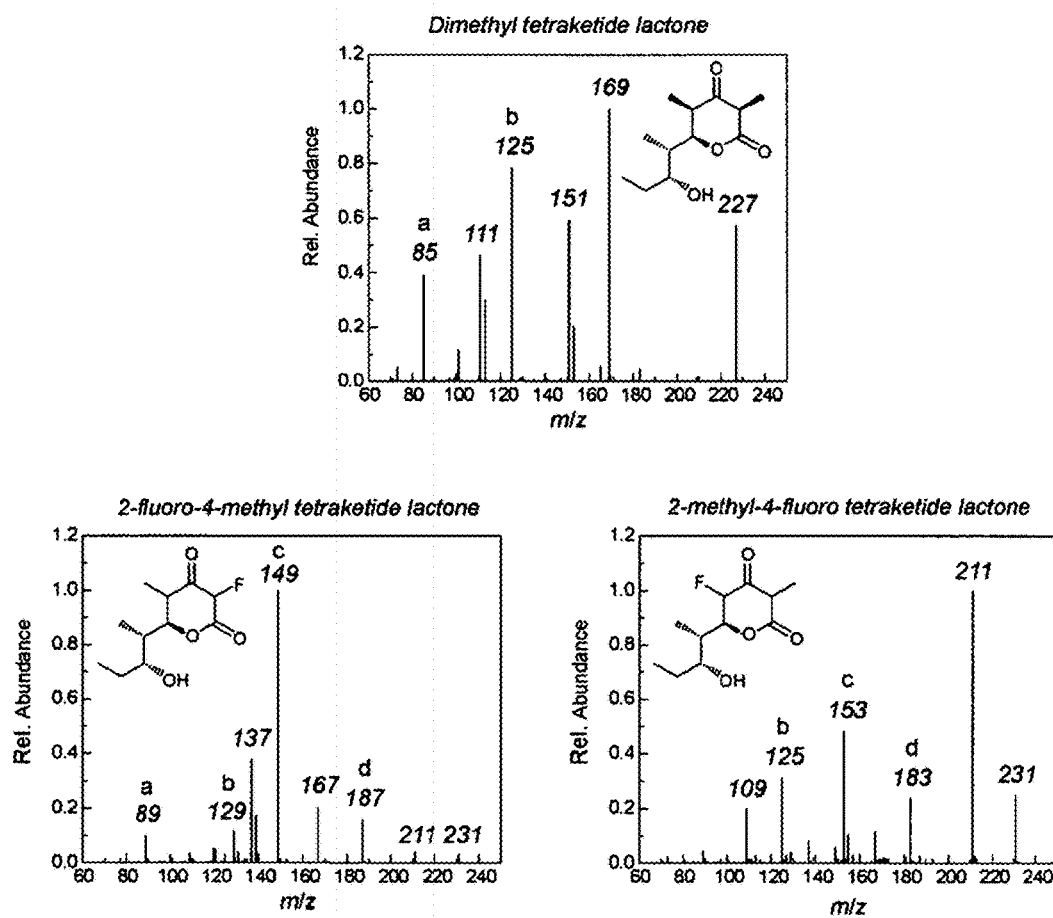 Dimethyl tetraketide lactone
1.2
1.0
0.8
0.6
0.4
0.2
0.0
Rel. Abundance
a
85
111
b
125
151
169
227
O
O
O
OH
60 80 100 120 140 160 180 200 220 240
m/z
2-fluoro-4-methyl tetraketide lactone
1.2
1.0
0.8
0.6
0.4
0.2
0.0
Rel. Abundance
a
89
b
129
137
c
149
167
d
187
211 231
O
F
O
O
OH
60 80 100 120 140 160 180 200 220 240
m/z
2-methyl-4-fluoro tetraketide lactone
1.2
1.0
0.8
0.6
0.4
0.2
0.0
Rel. Abundance
109
b
125
c
153
d
183
211
231
O
F
O
O
OH
60 80 100 120 140 160 180 200 220 240
m/z